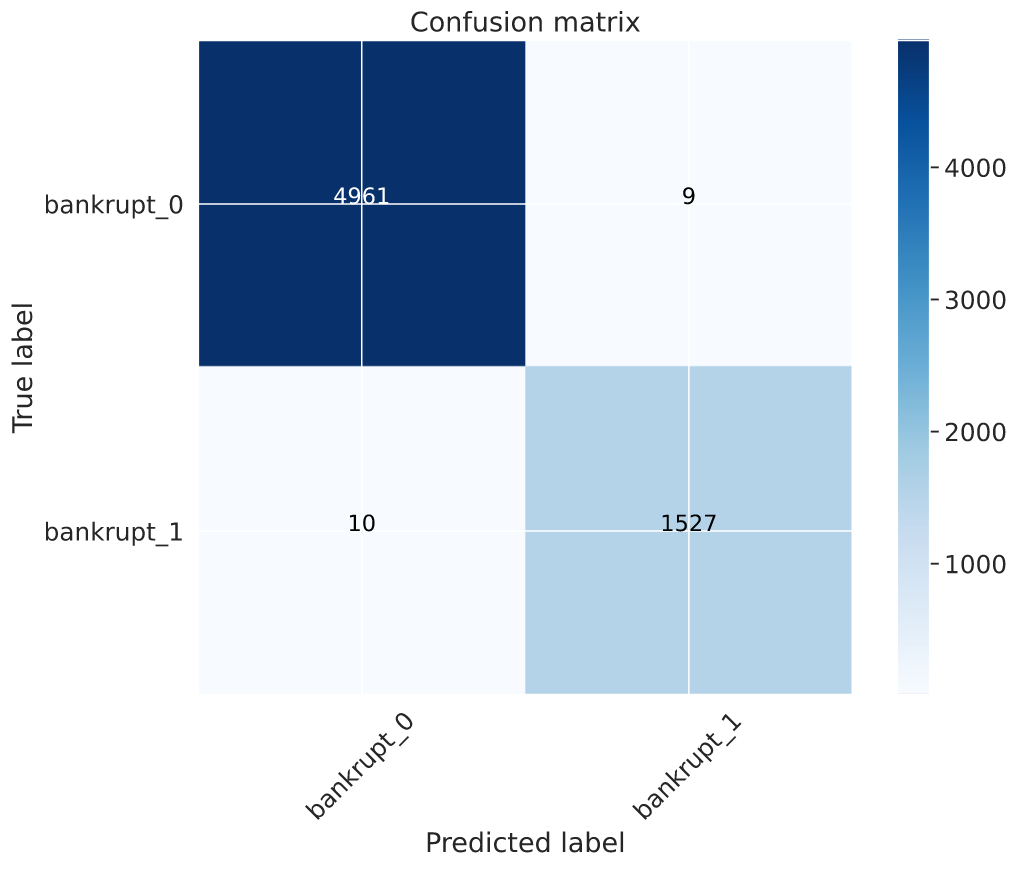 Confusion matrix
True label
bankrupt_0
4961
9
bankrupt_1
10
1527
bankrupt_0
bankrupt_1
Predicted label
4000
3000
2000
1000